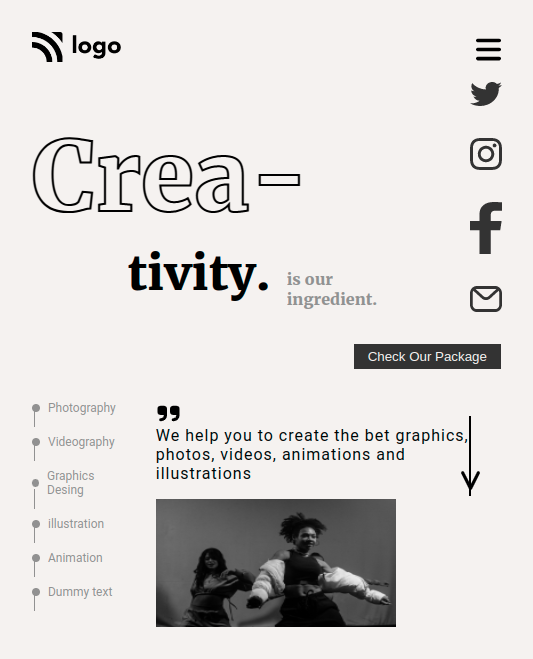 logo
Crea-
tivity.
is our
ingredient.
Check Our Package
Photography
Videography
Graphics
Desing
illustration
Animation
Dummy text
We help you to create the bet graphics,
photos, videos, animations and
illustrations